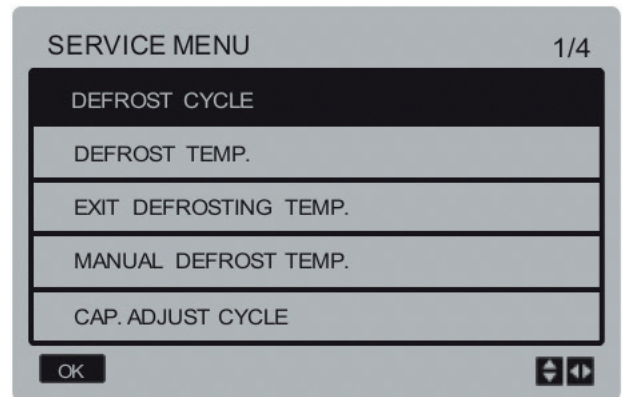 SERVICE MENU 1/4
DEFROST CYCLE
DEFROST TEMP.
EXIT DEFROSTING TEMP.
MANUAL DEFROST TEMP.
CAP. ADJUST CYCLE
OK